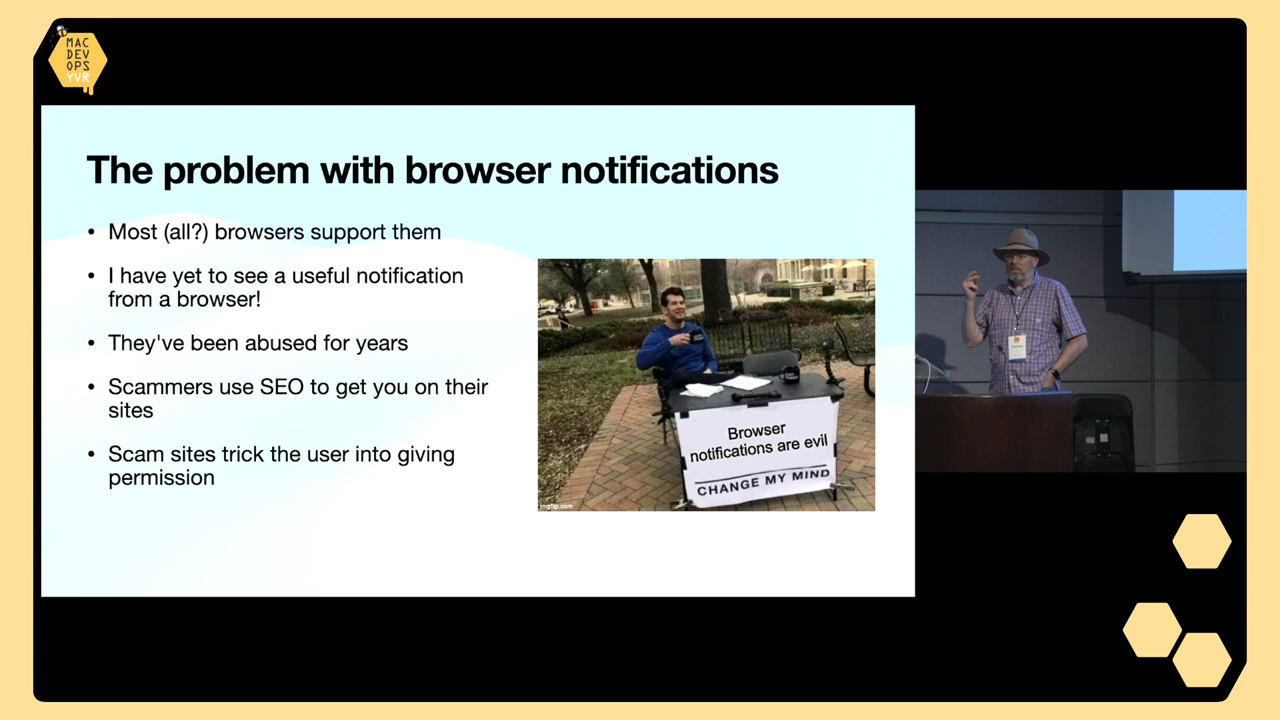 MAC
DEV
OPS
YVR
The problem with browser notifications
• Most (all?) browsers support them
• I have yet to see a useful notification
from a browser!
• They've been abused for years
• Scammers use SEO to get you on their
sites
• Scam sites trick the user into giving
permission
Browser
notifications are evil
CHANGE MY MIND
imgflip.com